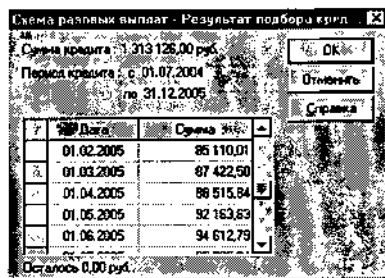 Схема разовых выплат - Результат подбора кред...
Сумма кредита : 1 313 126,00 руб.
OK
Период кредита : с 01.07.2004
Отменить
по 31.12.2005
Справка
Дата Сумма
01.02.2005 85 110,01
01.03.2005 87 422,50
01.04.2005
01.05.2005 92 163,63
01.06.2005 94 612,79
Осталось 0,00 руб.